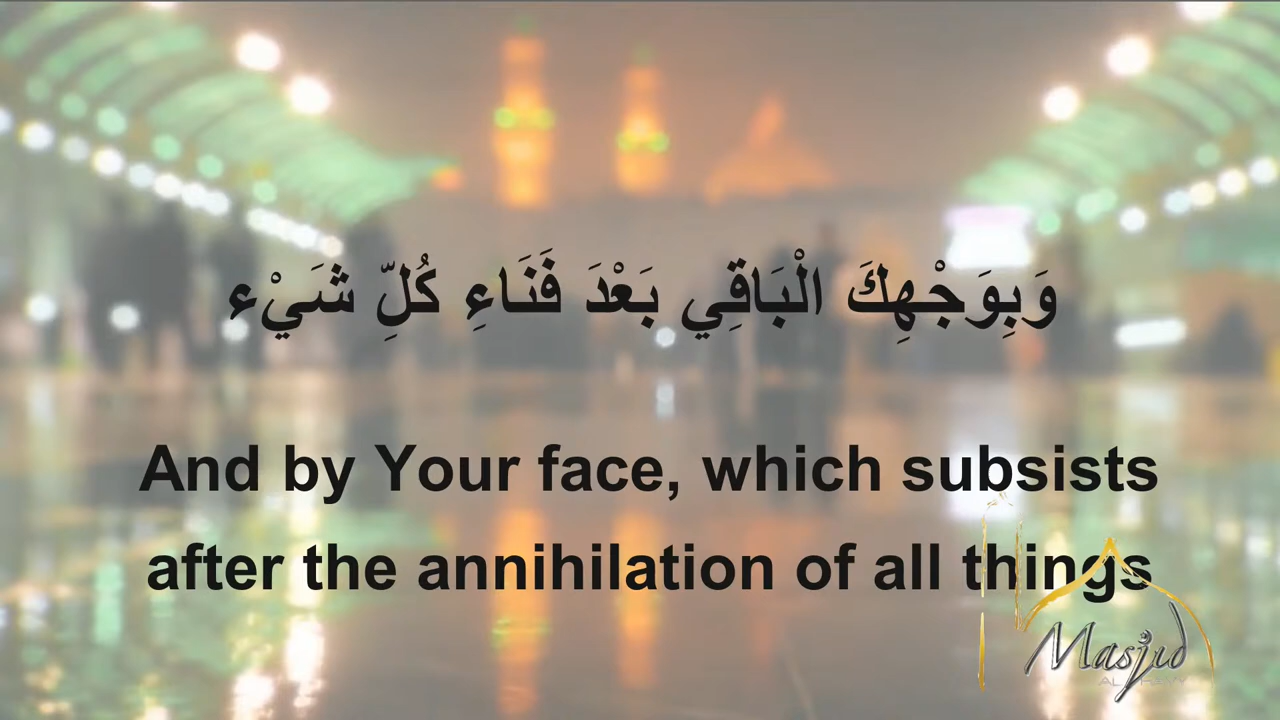 وَبِوَجْهِكَ الْبَاقِي بَعْدَ فَنَاءِ كُلِّ شَيْء
And by Your face, which subsists
after the annihilation of all things
Masjid